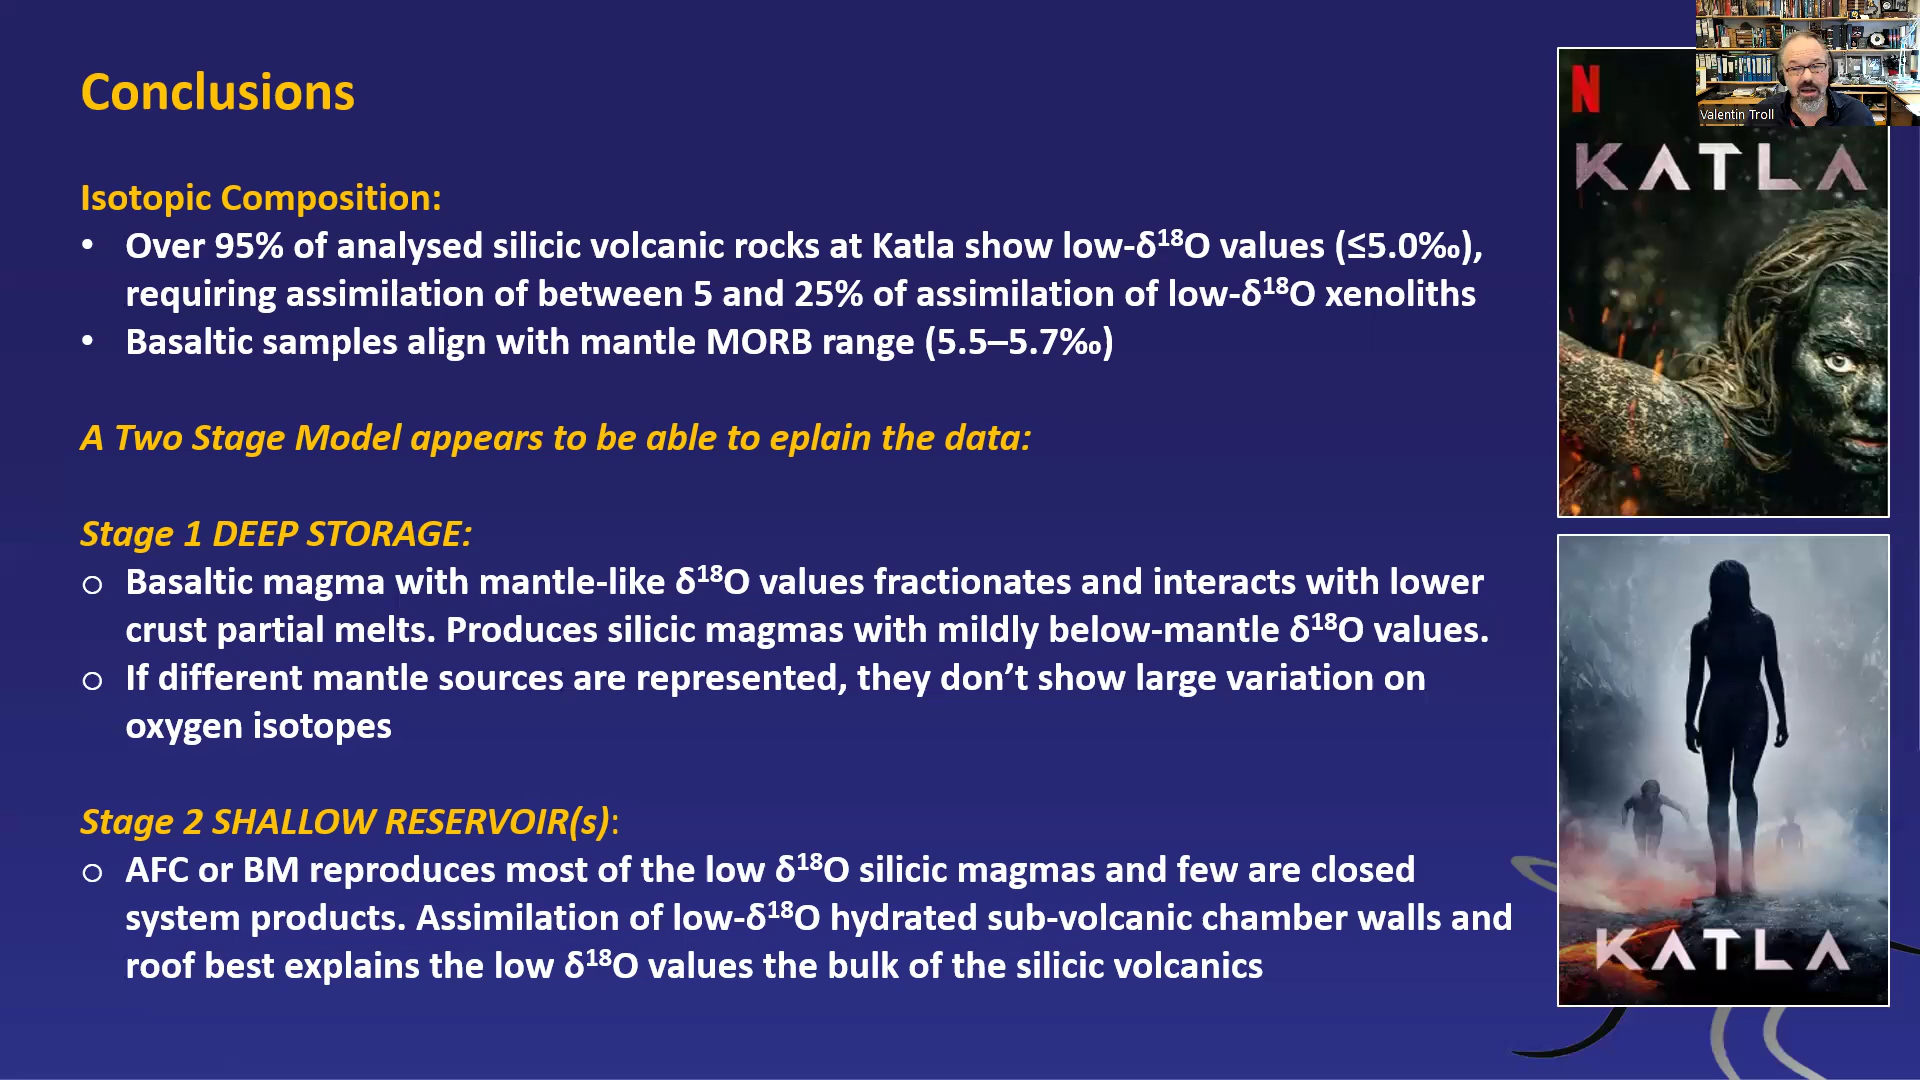 Conclusions
Isotopic Composition:
• Over 95% of analysed silicic volcanic rocks at Katla show low-δ¹⁸O values (≤5.0‰),
requiring assimilation of between 5 and 25% of assimilation of low-δ¹⁸O xenoliths
• Basaltic samples align with mantle MORB range (5.5–5.7‰)
A Two Stage Model appears to be able to eplain the data:
Stage 1 DEEP STORAGE:
o Basaltic magma with mantle-like δ¹⁸O values fractionates and interacts with lower
crust partial melts. Produces silicic magmas with mildly below-mantle δ¹⁸O values.
o If different mantle sources are represented, they don’t show large variation on
oxygen isotopes
Stage 2 SHALLOW RESERVOIR(s):
o AFC or BM reproduces most of the low δ¹⁸O silicic magmas and few are closed
system products. Assimilation of low-δ¹⁸O hydrated sub-volcanic chamber walls and
roof best explains the low δ¹⁸O values the bulk of the silicic volcanics
N
KATLA
Valentin Troll
KATLA